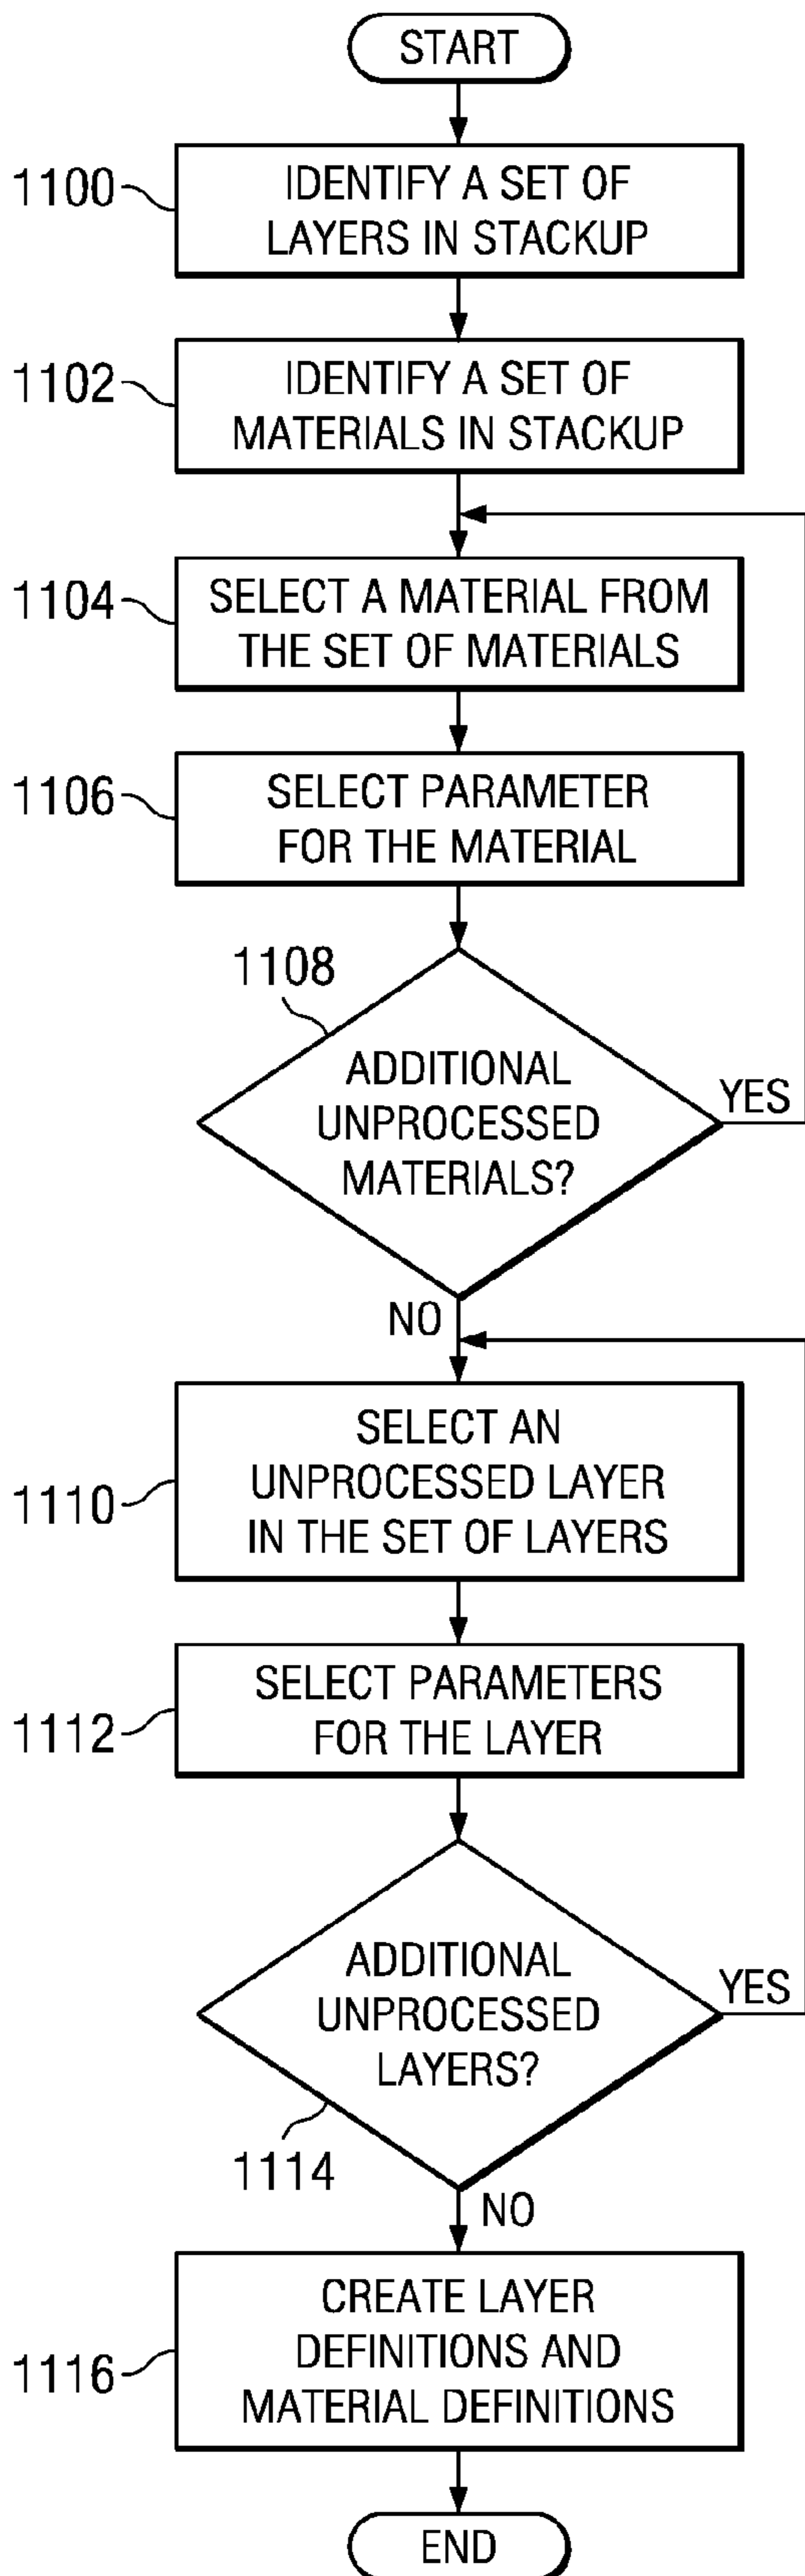 START
1100
IDENTIFY A SET OF
LAYERS IN STACKUP
1102
IDENTIFY A SET OF
MATERIALS IN STACKUP
1104
SELECT A MATERIAL FROM
THE SET OF MATERIALS
1106
SELECT PARAMETER
FOR THE MATERIAL
1108
ADDITIONAL
UNPROCESSED
MATERIALS?
YES
NO
1110
SELECT AN
UNPROCESSED LAYER
IN THE SET OF LAYERS
1112
SELECT PARAMETERS
FOR THE LAYER
ADDITIONAL
UNPROCESSED
LAYERS?
YES
1114
NO
1116
CREATE LAYER
DEFINITIONS AND
MATERIAL DEFINITIONS
END